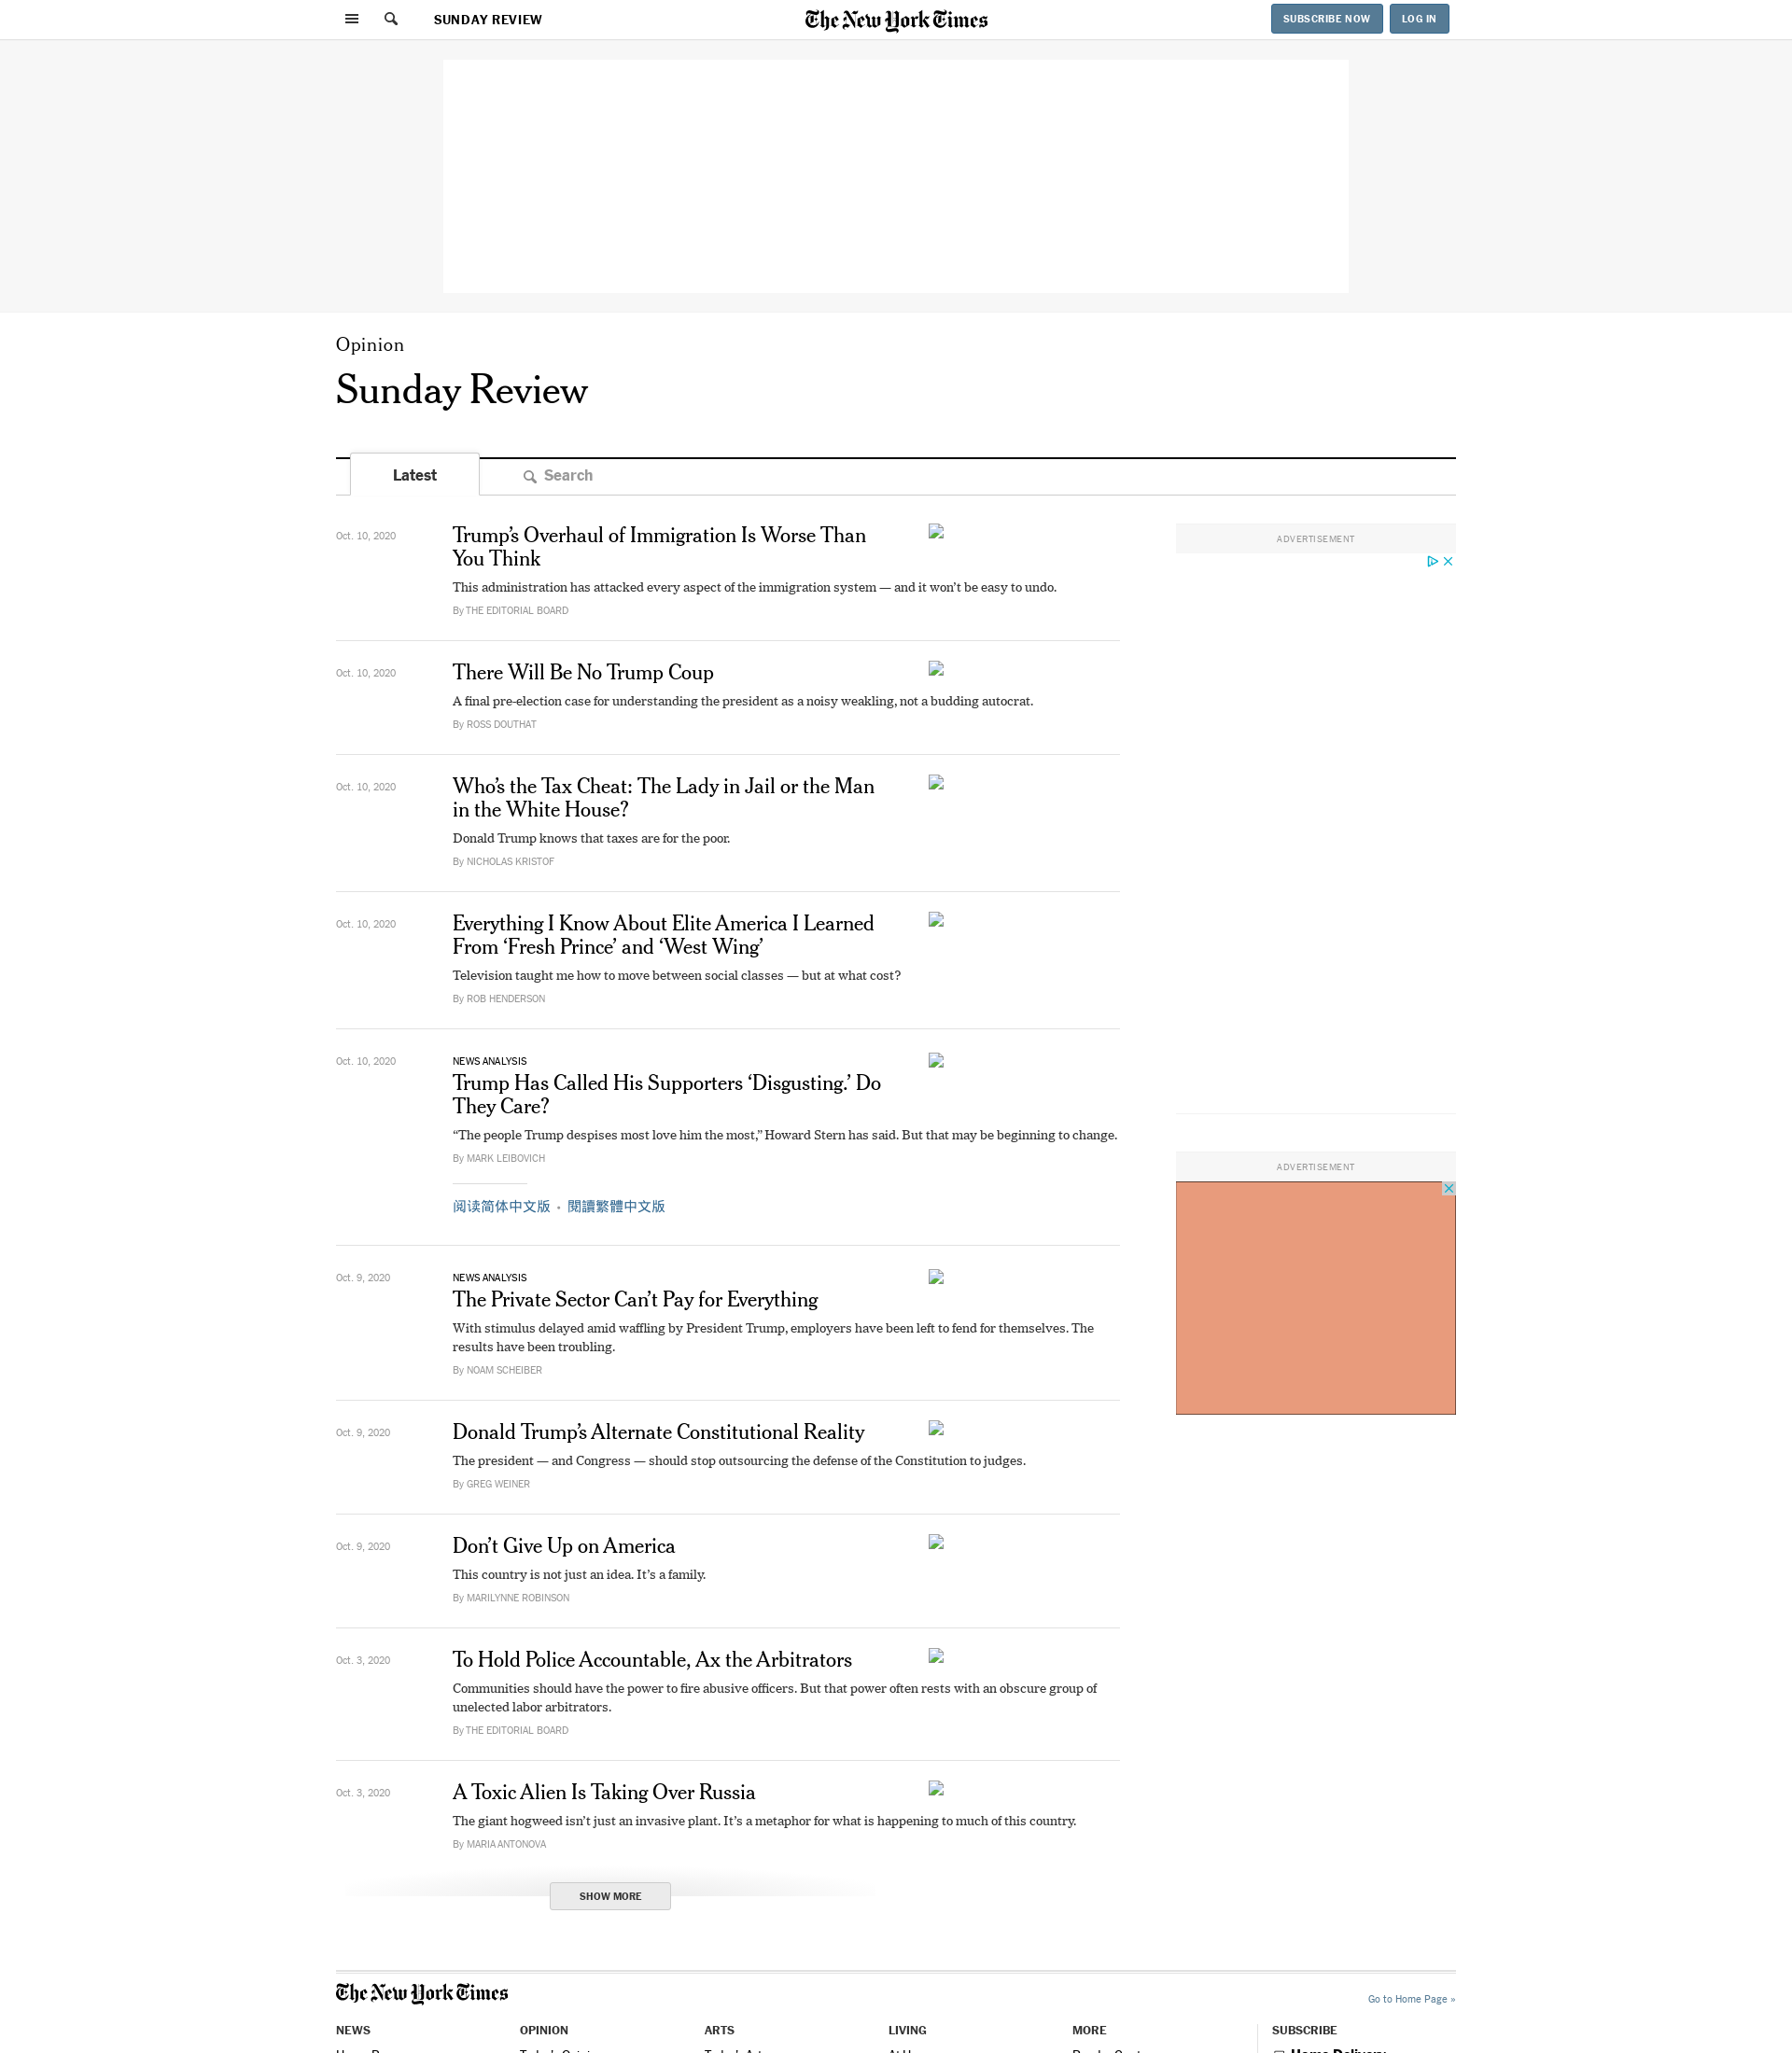 SUNDAY REVIEW
The New York Times
SUBSCRIBE NOW
LOG IN
Opinion
Sunday Review
Latest
Search
Oct. 10, 2020
Trump’s Overhaul of Immigration Is Worse Than
You Think
This administration has attacked every aspect of the immigration system — and it won’t be easy to undo.
By THE EDITORIAL BOARD
ADVERTISEMENT
Oct. 10, 2020
There Will Be No Trump Coup
A final pre-election case for understanding the president as a noisy weakling, not a budding autocrat.
By ROSS DOUTHAT
Oct. 10, 2020
Who’s the Tax Cheat: The Lady in Jail or the Man
in the White House?
Donald Trump knows that taxes are for the poor.
By NICHOLAS KRISTOF
Oct. 10, 2020
Everything I Know About Elite America I Learned
From ‘Fresh Prince’ and ‘West Wing’
Television taught me how to move between social classes — but at what cost?
By ROB HENDERSON
Oct. 10, 2020
NEWS ANALYSIS
Trump Has Called His Supporters ‘Disgusting.’ Do
They Care?
“The people Trump despises most love him the most,” Howard Stern has said. But that may be beginning to change.
By MARK LEIBOVICH
阅读简体中文版 • 閱讀繁體中文版
ADVERTISEMENT
Oct. 9, 2020
NEWS ANALYSIS
The Private Sector Can’t Pay for Everything
With stimulus delayed amid waffling by President Trump, employers have been left to fend for themselves. The
results have been troubling.
By NOAM SCHEIBER
Oct. 9, 2020
Donald Trump’s Alternate Constitutional Reality
The president — and Congress — should stop outsourcing the defense of the Constitution to judges.
By GREG WEINER
Oct. 9, 2020
Don’t Give Up on America
This country is not just an idea. It’s a family.
By MARILYNNE ROBINSON
Oct. 3, 2020
To Hold Police Accountable, Ax the Arbitrators
Communities should have the power to fire abusive officers. But that power often rests with an obscure group of
unelected labor arbitrators.
By THE EDITORIAL BOARD
Oct. 3, 2020
A Toxic Alien Is Taking Over Russia
The giant hogweed isn’t just an invasive plant. It’s a metaphor for what is happening to much of this country.
By MARIA ANTONOVA
SHOW MORE
The New York Times
Go to Home Page »
NEWS
OPINION
ARTS
LIVING
MORE
SUBSCRIBE